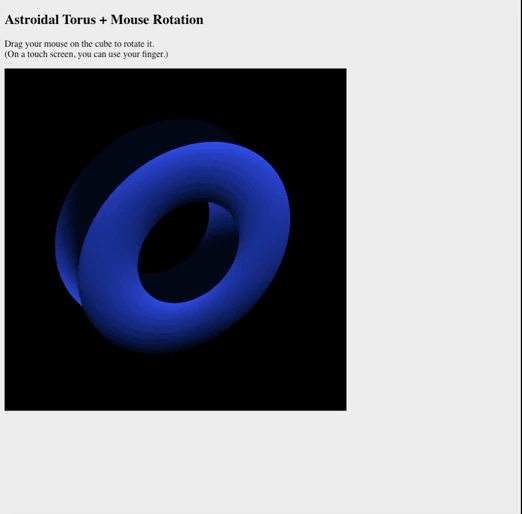 Astroidal Torus + Mouse Rotation
Drag your mouse on the cube to rotate it.
(On a touch screen, you can use your finger.)